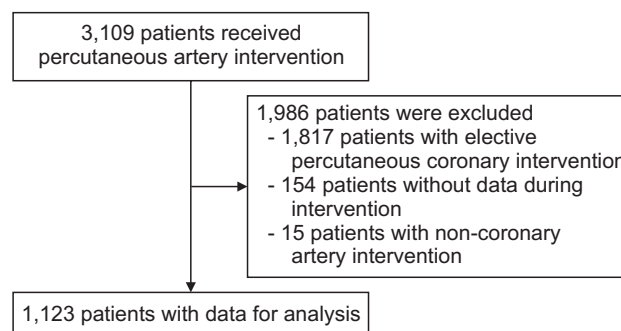 3,109 patients received
percutaneous artery intervention
1,986 patients were excluded
- 1,817 patients with elective
percutaneous coronary intervention
- 154 patients without data during
intervention
- 15 patients with non-coronary
artery intervention
1,123 patients with data for analysis